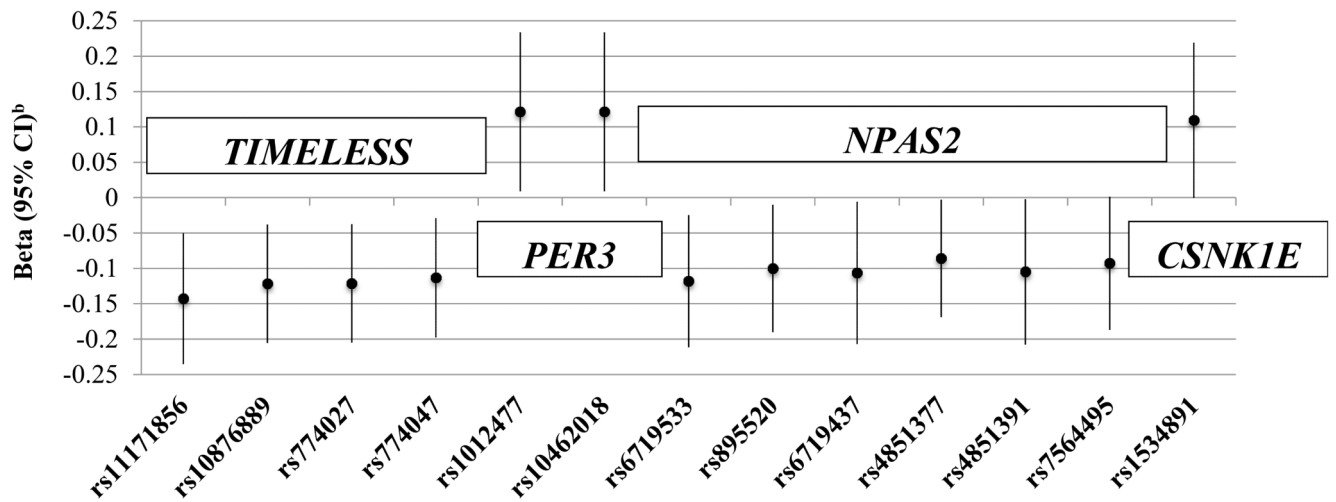 Beta (95% CI)b
0.25
0.2
0.15
0.1
0.05
0
-0.05
-0.1
-0.15
-0.2
-0.25
TIMELESS
NPAS2
PER3
CSNK1E
rs11171856
rs10876889
rs774027
rs774047
rs1012477
rs10462018
rs6719533
rs895520
rs6719437
rs4851377
rs4851391
rs7564495
rs1534891